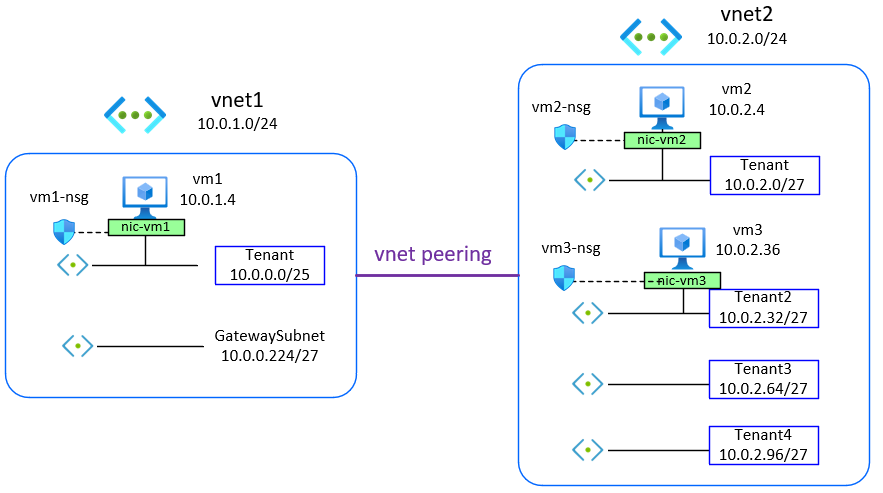 vnet1
10.0.1.0/24
vm1-nsg
vm1
10.0.1.4
nic-vm1
Tenant
10.0.0.0/25
GatewaySubnet
10.0.0.224/27
vnet peering
vnet2
10.0.2.0/24
vm2-nsg
vm2
10.0.2.4
nic-vm2
Tenant
10.0.2.0/27
vm3-nsg
vm3
10.0.2.36
nic-vm3
Tenant2
10.0.2.32/27
Tenant3
10.0.2.64/27
Tenant4
10.0.2.96/27